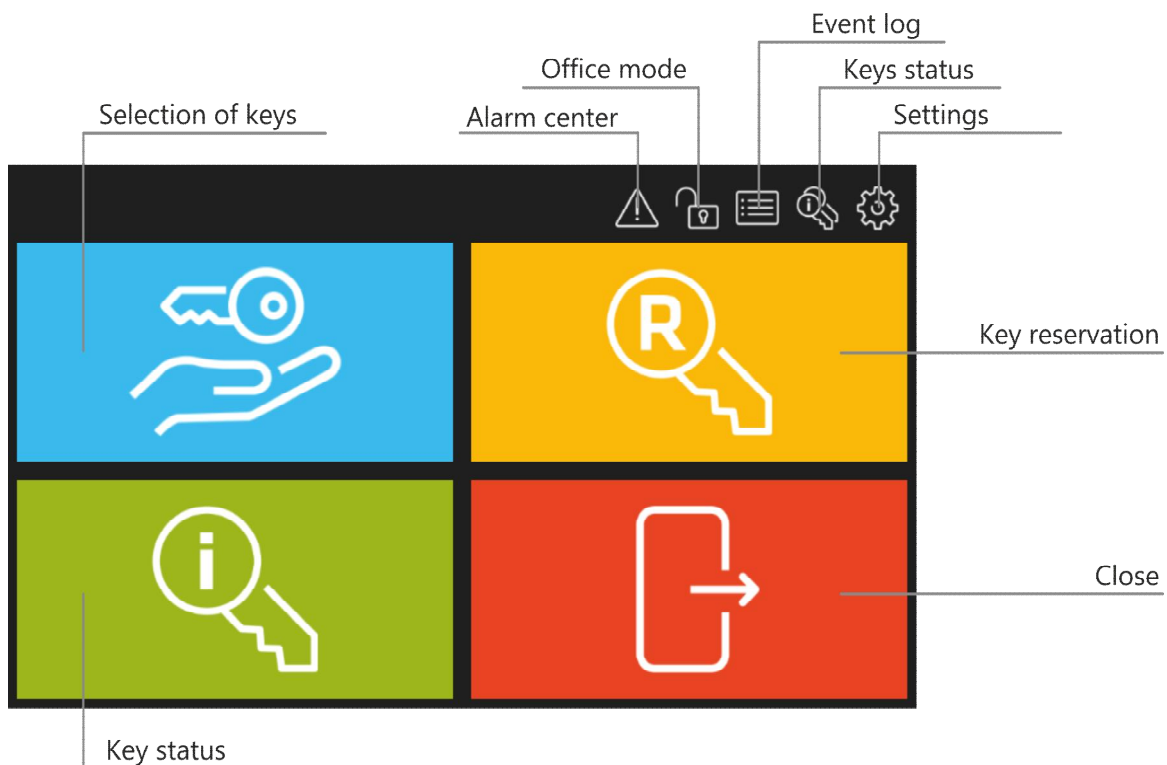 Event log
Office mode
Keys status
Selection of keys
Alarm center
Settings
R
Key reservation
i
Close
Key status